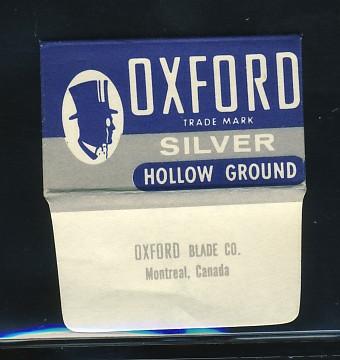 OXFORD
TRADE MARK
SILVER
HOLLOW GROUND
OXFORD BLADE CO.
Montreal, Canada